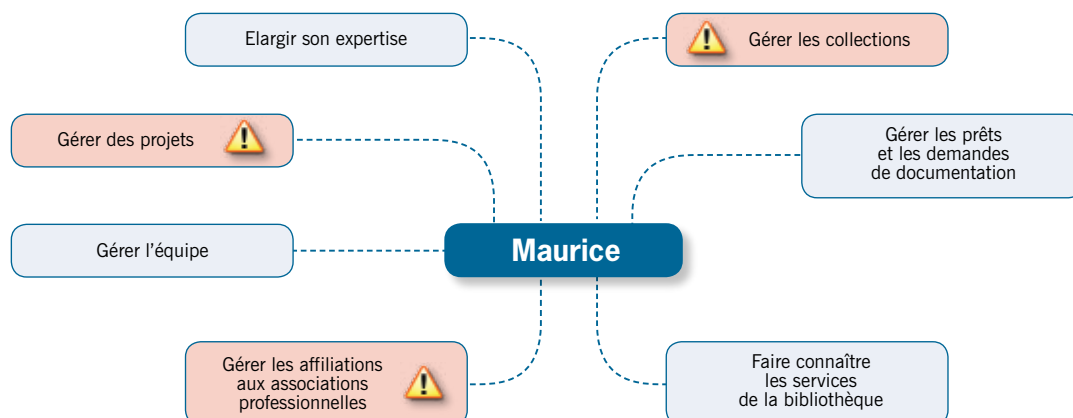 Elargir son expertise
Gérer les collections
Gérer des projets
Gérer les prêts
et les demandes
de documentation
Gérer l’équipe
Maurice
Gérer les affiliations
aux associations
professionnelles
Faire connaître
les services
de la bibliothèque